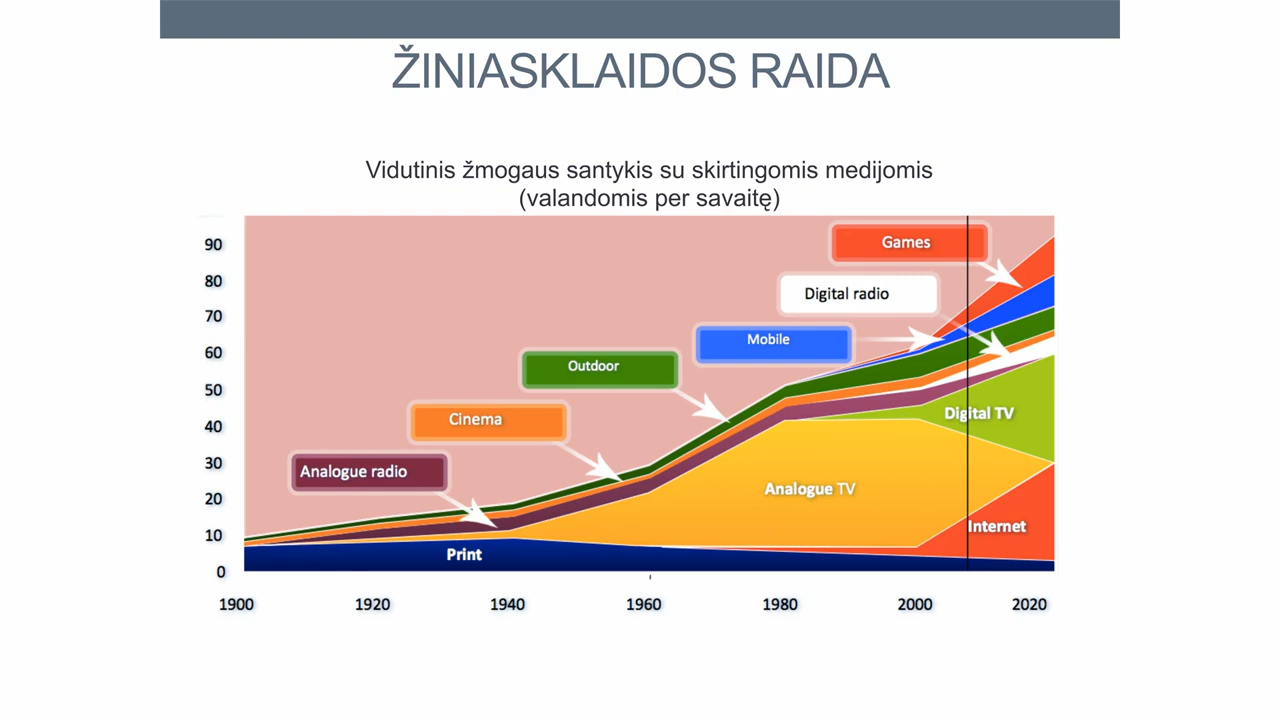 ŽINIASKLAIDOS RAIDA
Vidutinis žmogaus santykis su skirtingomis medijomis
(valandomis per savaitę)
90
80
70
60
50
40
30
20
10
0
Games
Digital radio
Mobile
Outdoor
Cinema
Analogue radio
Digital TV
Analogue TV
Internet
Print
1900 1920 1940 1960 1980 2000 2020